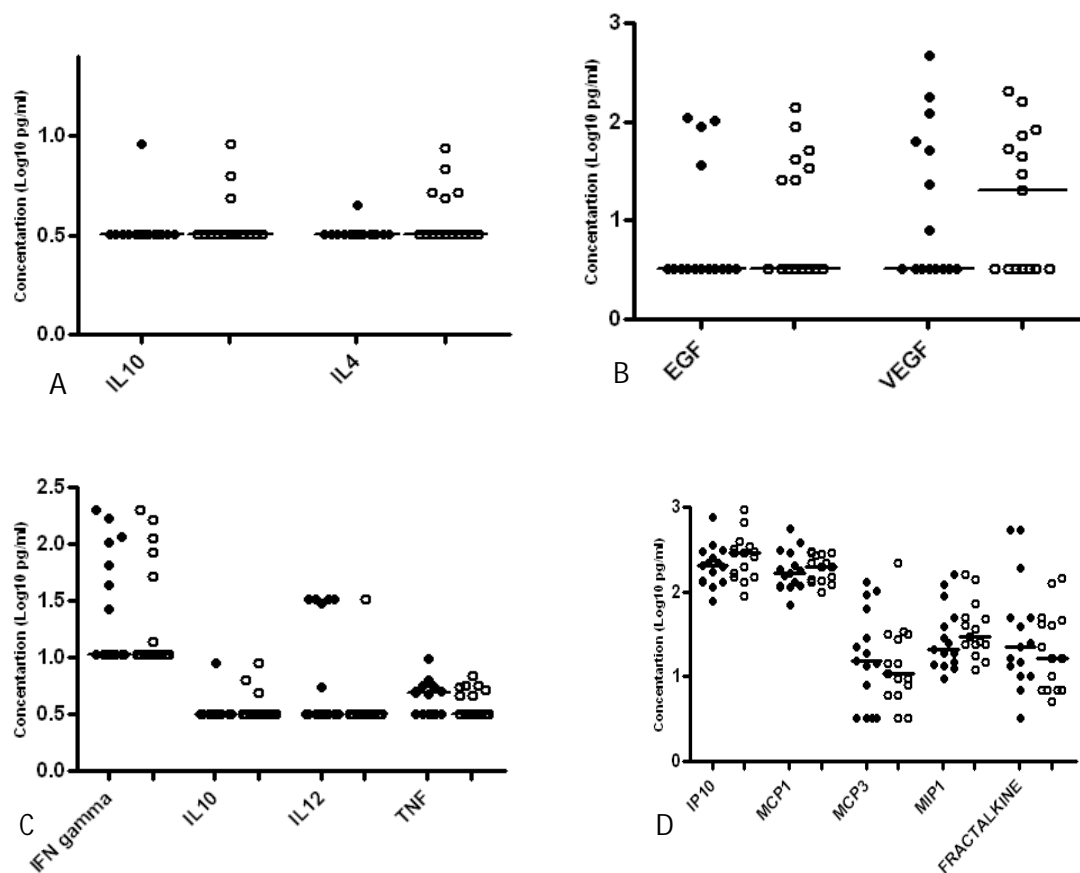 Concentartion (Log10 pg/ml)
1.0
0.5
0.0
IL10
IL4
A
Concentartion (Log10 pg/ml)
3
2
1
0
EGF
VEGF
B
Concentartion (Log10 pg/ml)
2.5
2.0
1.5
1.0
0.5
0.0
IFN gamma
IL10
IL12
TNF
C
Concentartion (Log10 pg/ml)
3
2
1
0
IP10
MCP1
MCP3
MIP1
FRACTALKINE
D